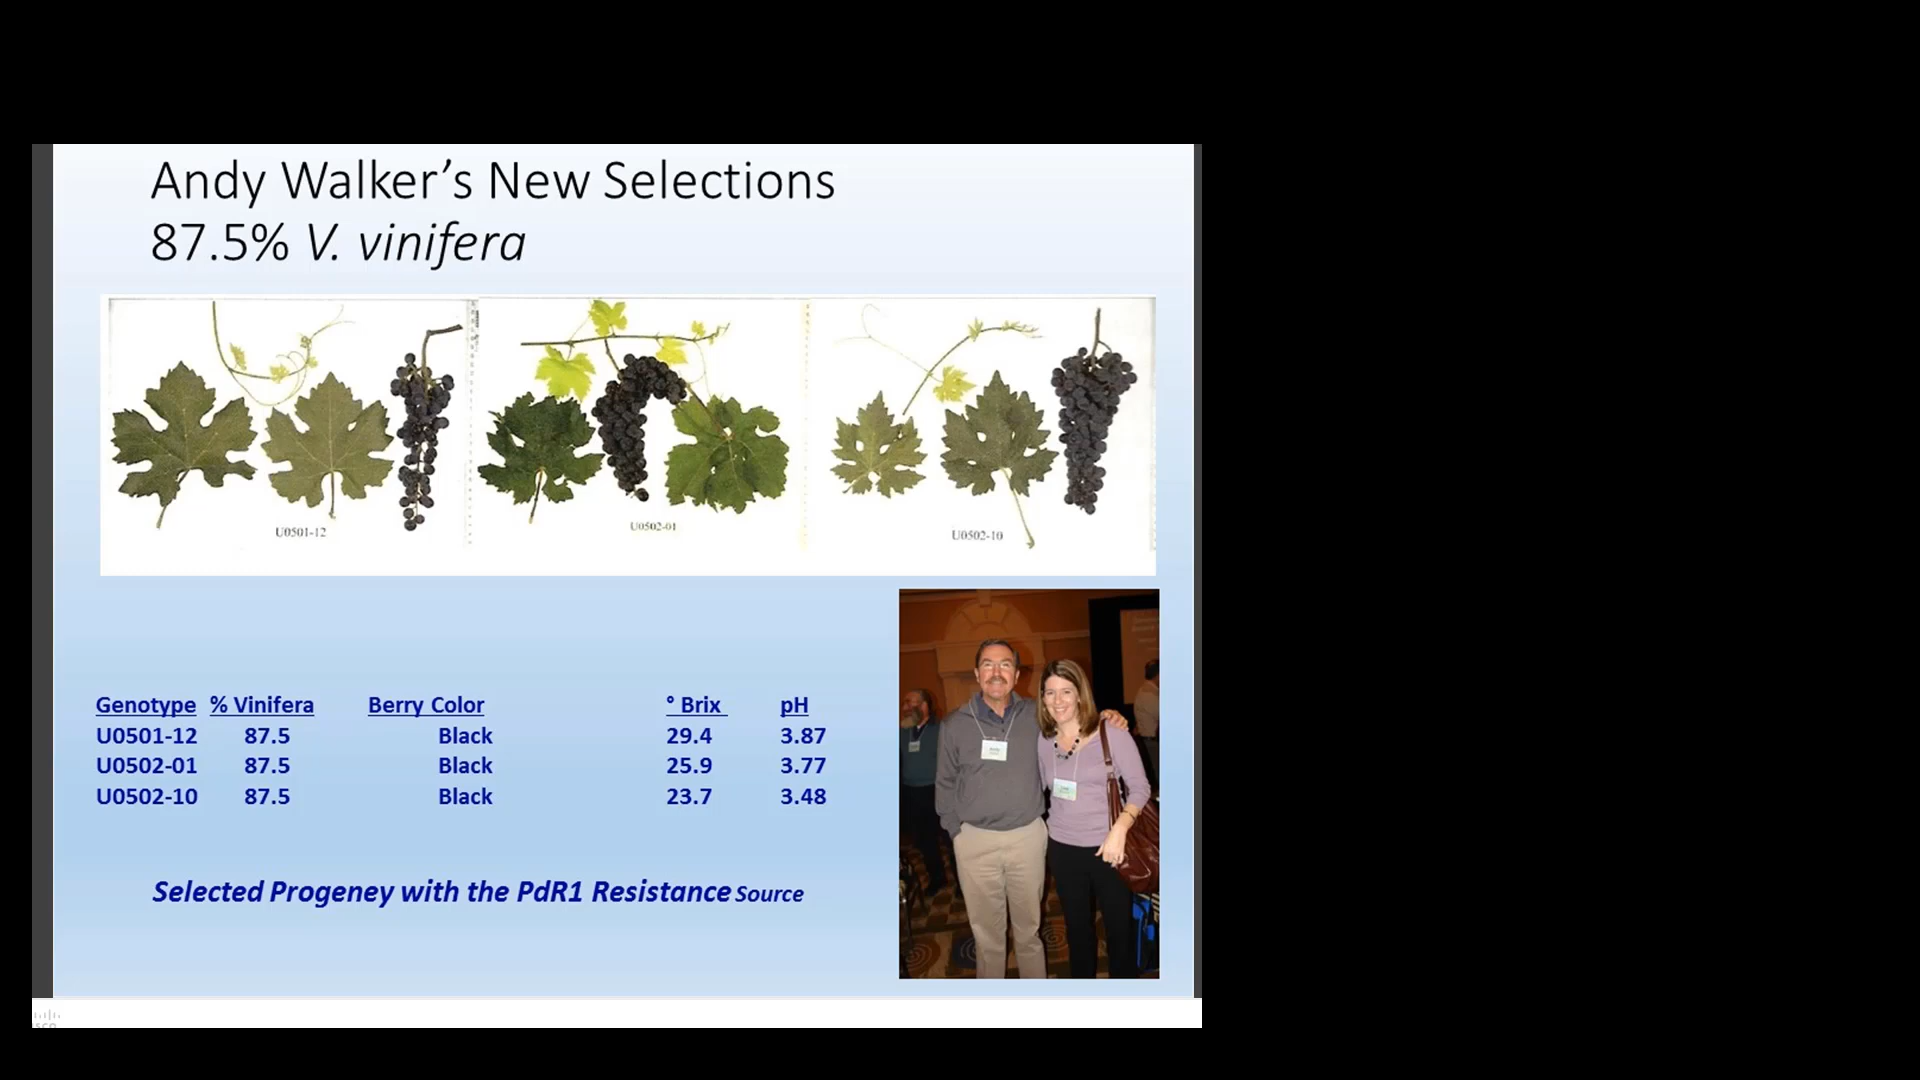 Andy Walker's New Selections
87.5% V. vinifera
U0501-12
U0502-01
U0502-10
Genotype % Vinifera Berry Color ° Brix pH
U0501-12 87.5 Black 29.4 3.87
U0502-01 87.5 Black 25.9 3.77
U0502-10 87.5 Black 23.7 3.48
Selected Progeney with the PdR1 Resistance Source